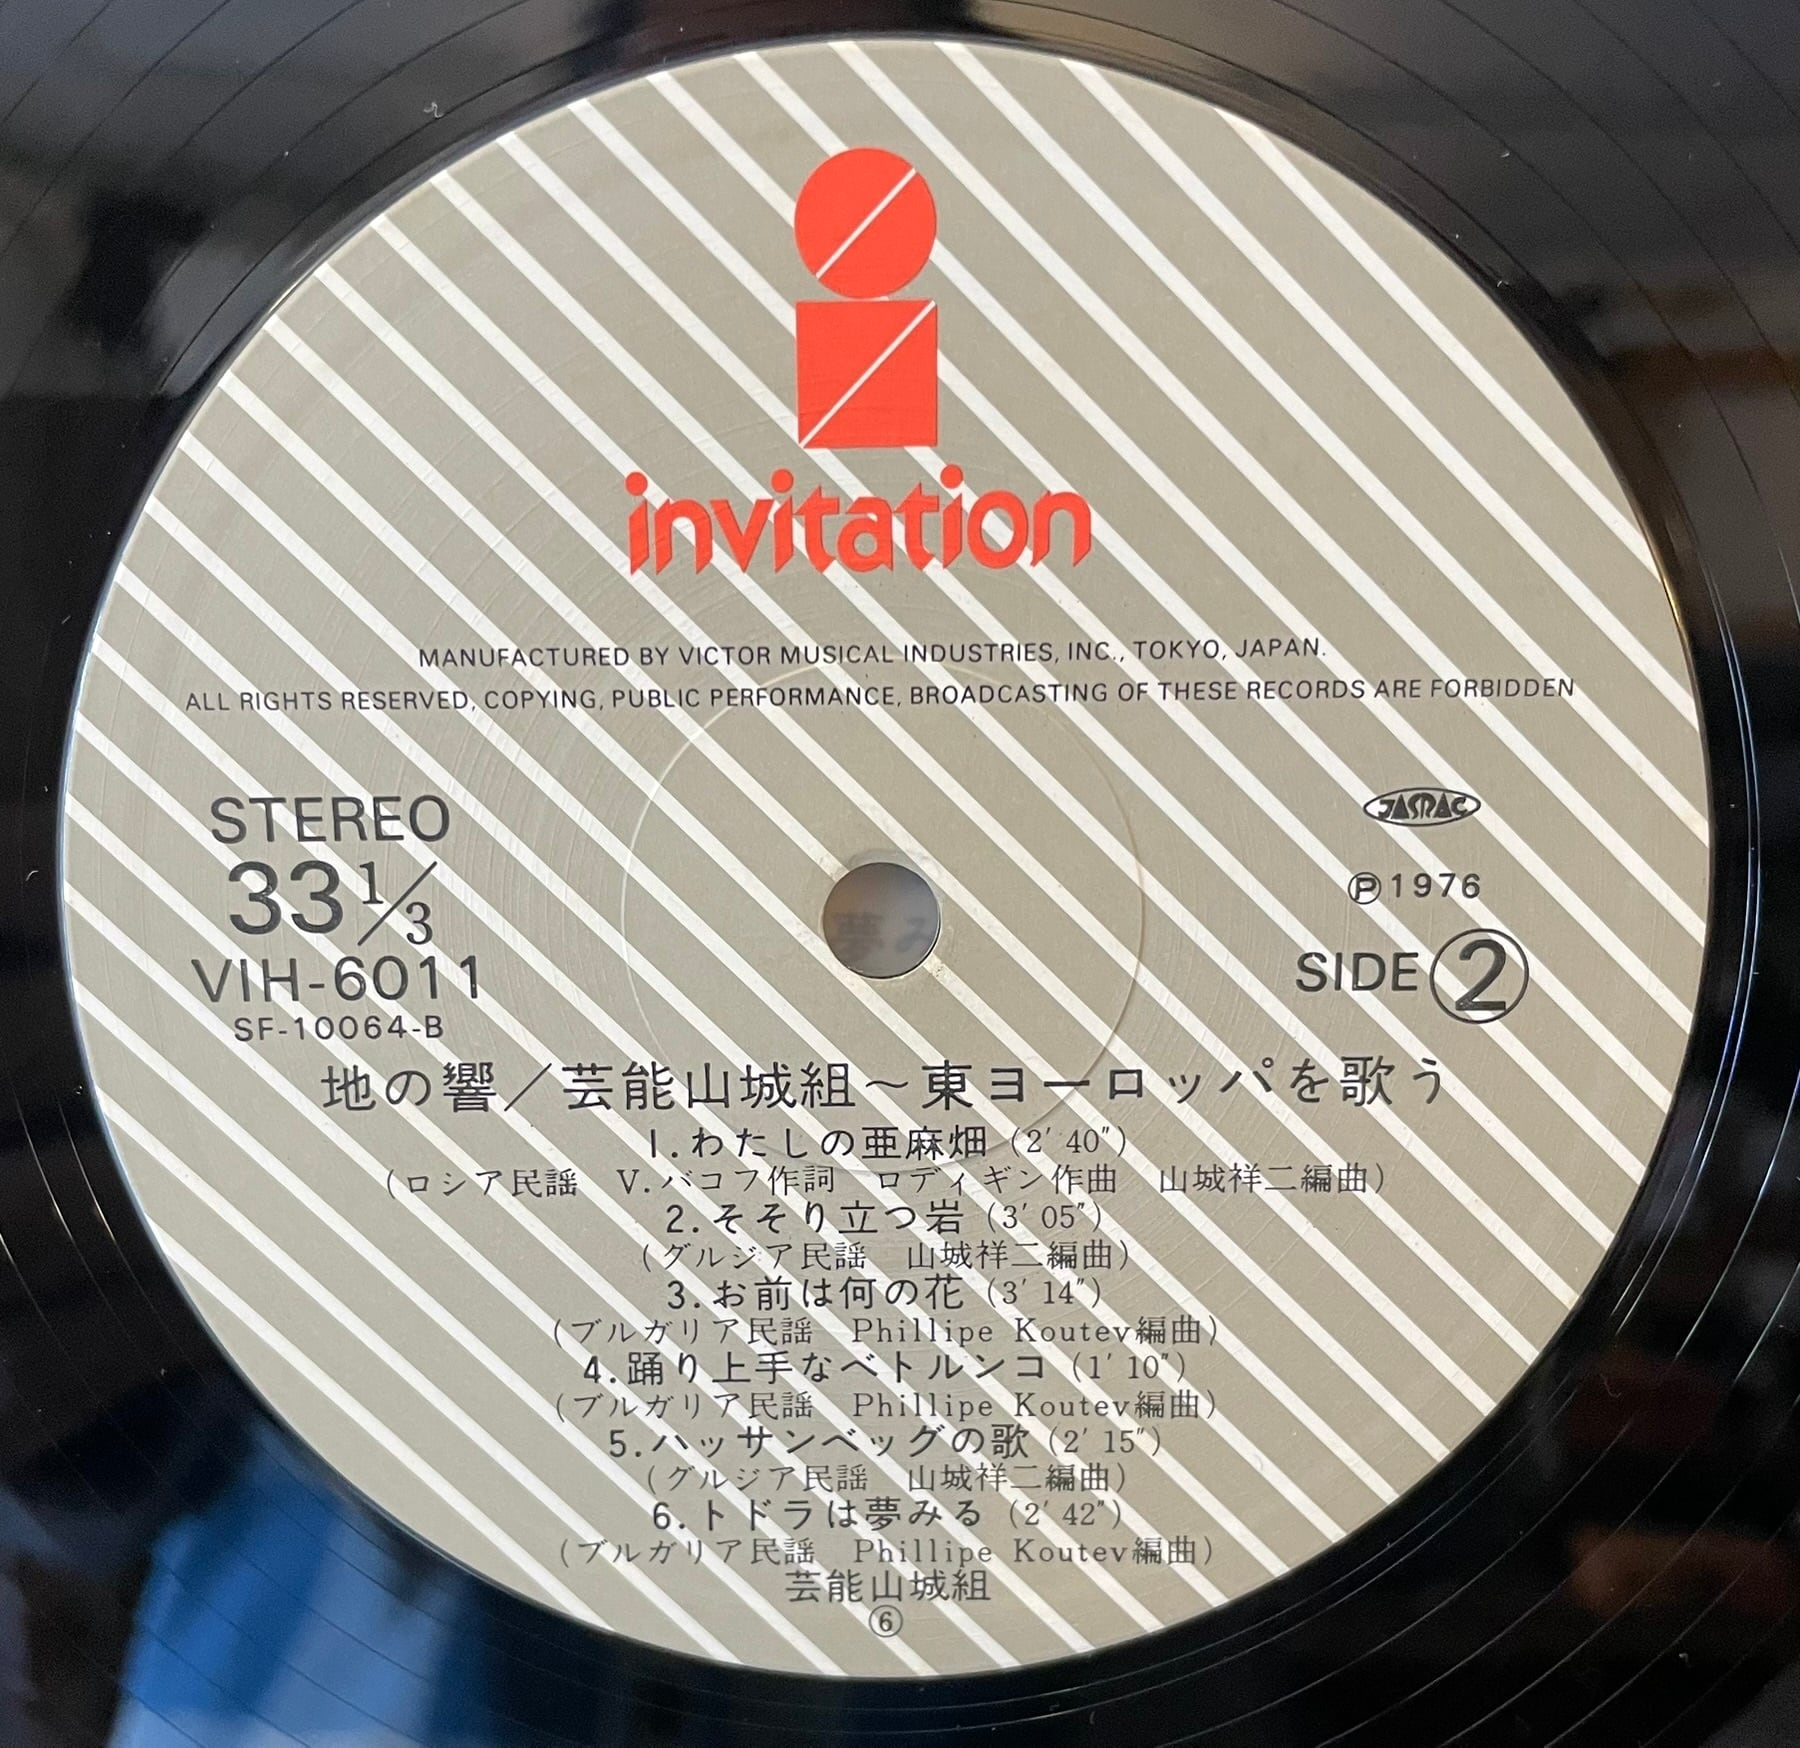 invitation
MANUFACTURED BY VICTOR MUSICAL INDUSTRIES, INC., TOKYO, JAPAN.
ALL RIGHTS RESERVED, COPYING, PUBLIC PERFORMANCE, BROADCASTING OF THESE RECORDS ARE FORBIDDEN
STEREO
33 1/3
VIH-6011
SF-10064-B
JASRAC
Ⓟ1976
SIDE ②
夢み
地の響／芸能山城組～東ヨーロッパを歌う
1.わたしの亜麻畑 (2′ 40″)
(ロシア民謡 V.バコフ作詞 ロディギン作曲 山城祥二編曲)
2.そそり立つ岩 (3′ 05″)
(グルジア民謡 山城祥二編曲)
3.お前は何の花 (3′ 14″)
(ブルガリア民謡 Phillipe Koutev編曲)
4.踊り上手なペトルンコ (1′ 10″)
(ブルガリア民謡 Phillipe Koutev編曲)
5.ハッサンベッグの歌 (2′ 15″)
(グルジア民謡 山城祥二編曲)
6.トドラは夢みる (2′ 42″)
(ブルガリア民謡 Phillipe Koutev編曲)
芸能山城組
⑥